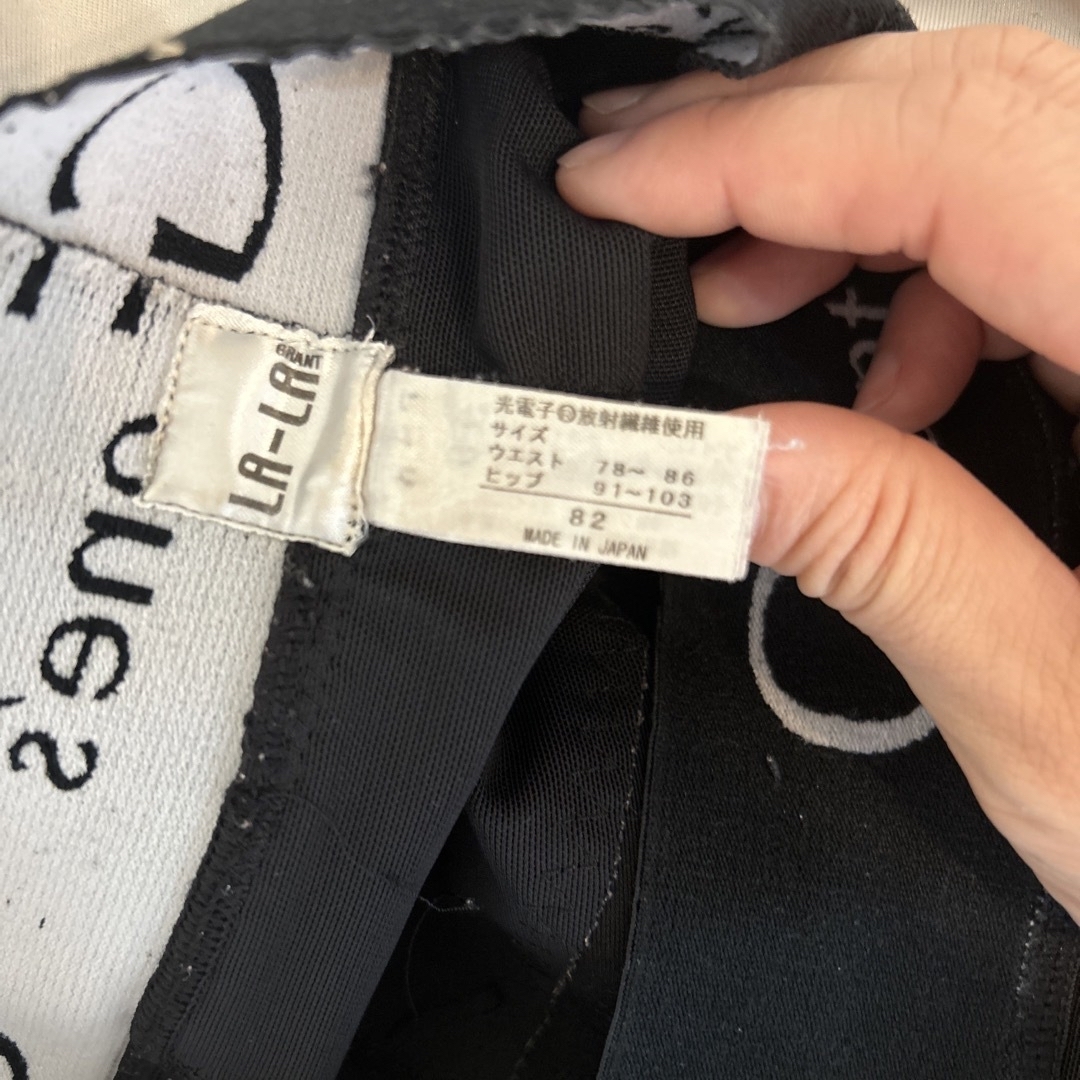 GRANT
LA-LA
光電子®放射繊維使用
サイズ
ウエスト 78〜 86
ヒップ 91〜103
82
MADE IN JAPAN